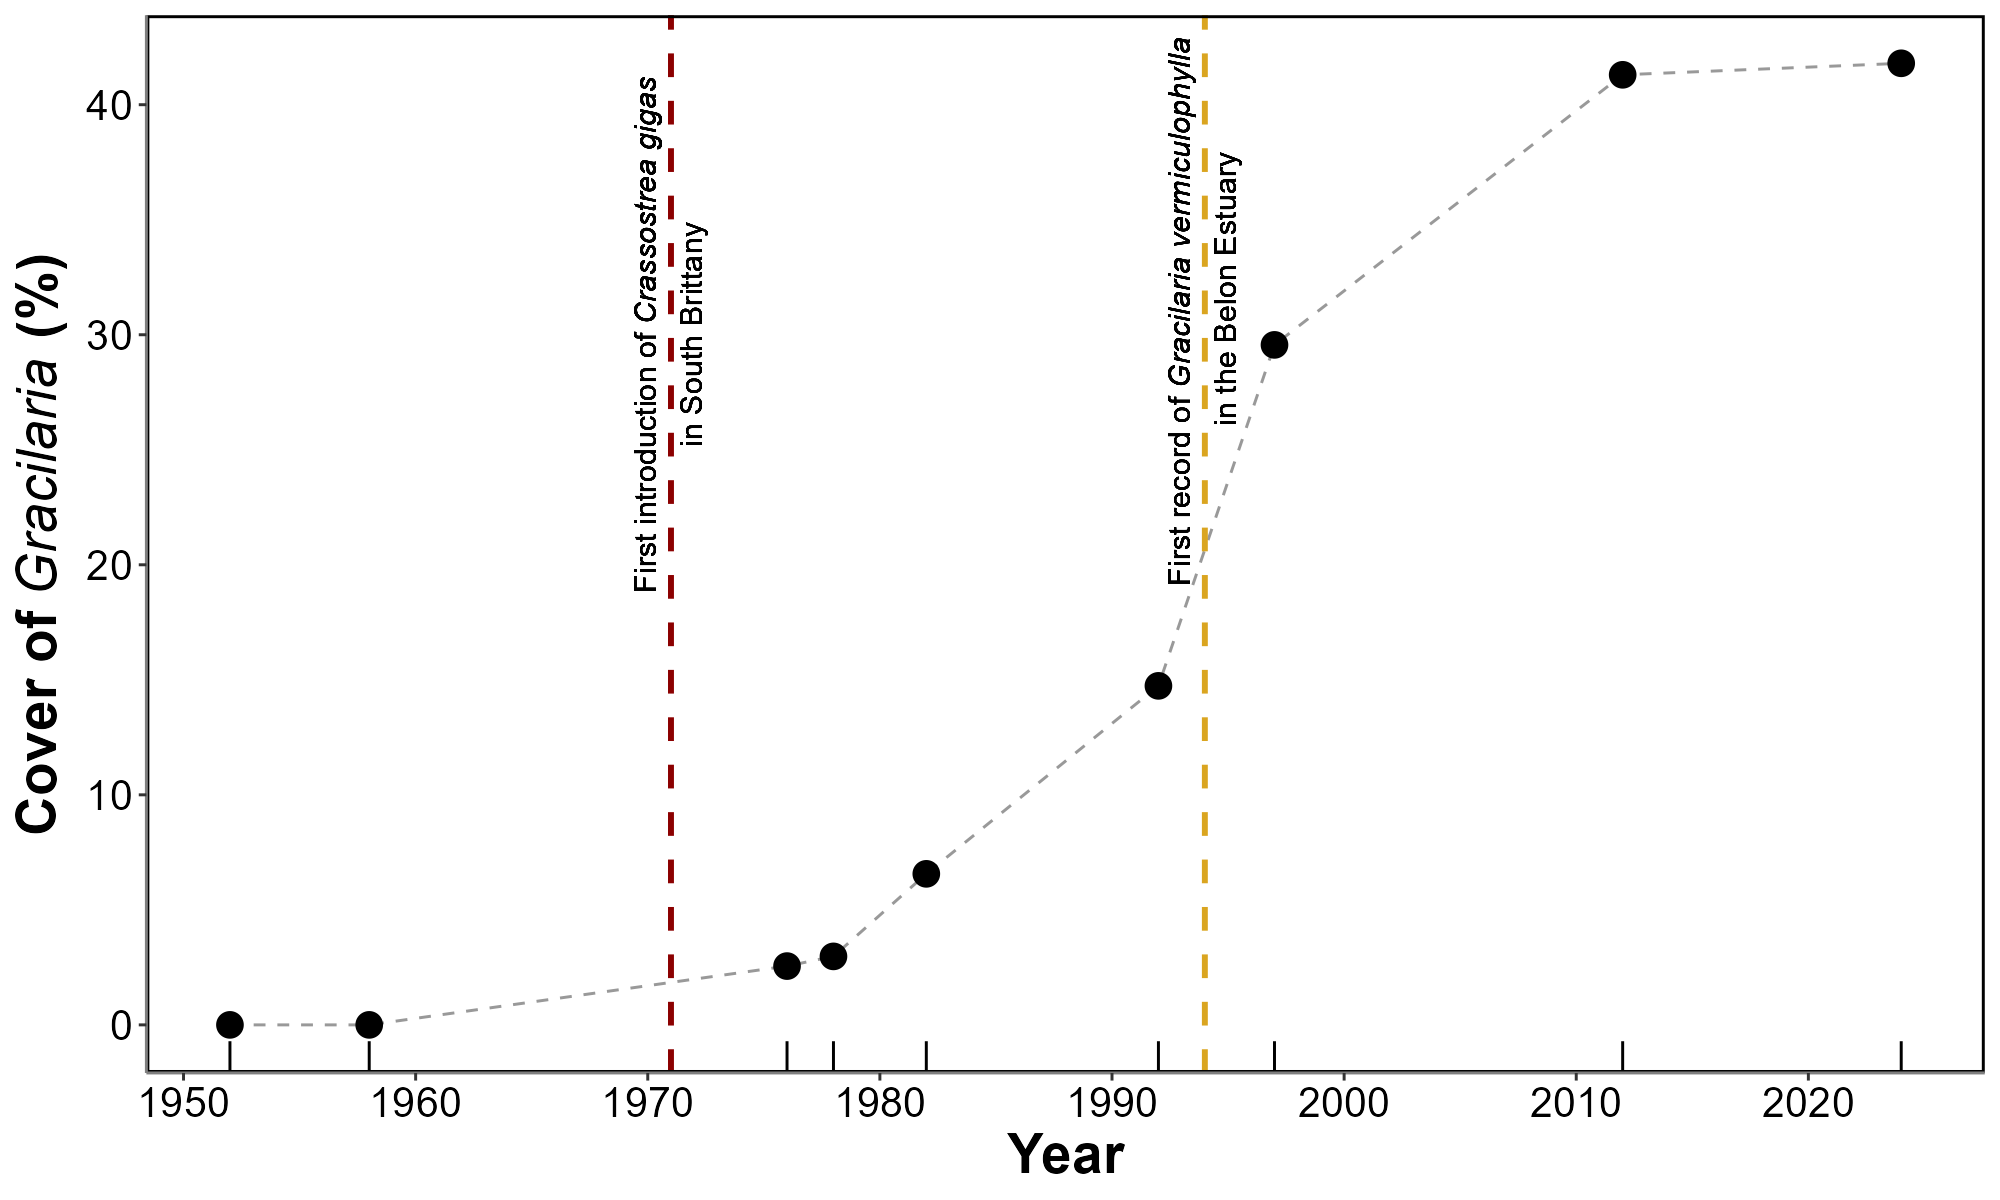 Cover of Gracilaria (%)
40
30
20
10
0
First introduction of Crassostrea gigas
in South Brittany
First record of Gracilaria vermiculophylla
in the Belon Estuary
1950
1960
1970
1980
1990
2000
2010
2020
Year